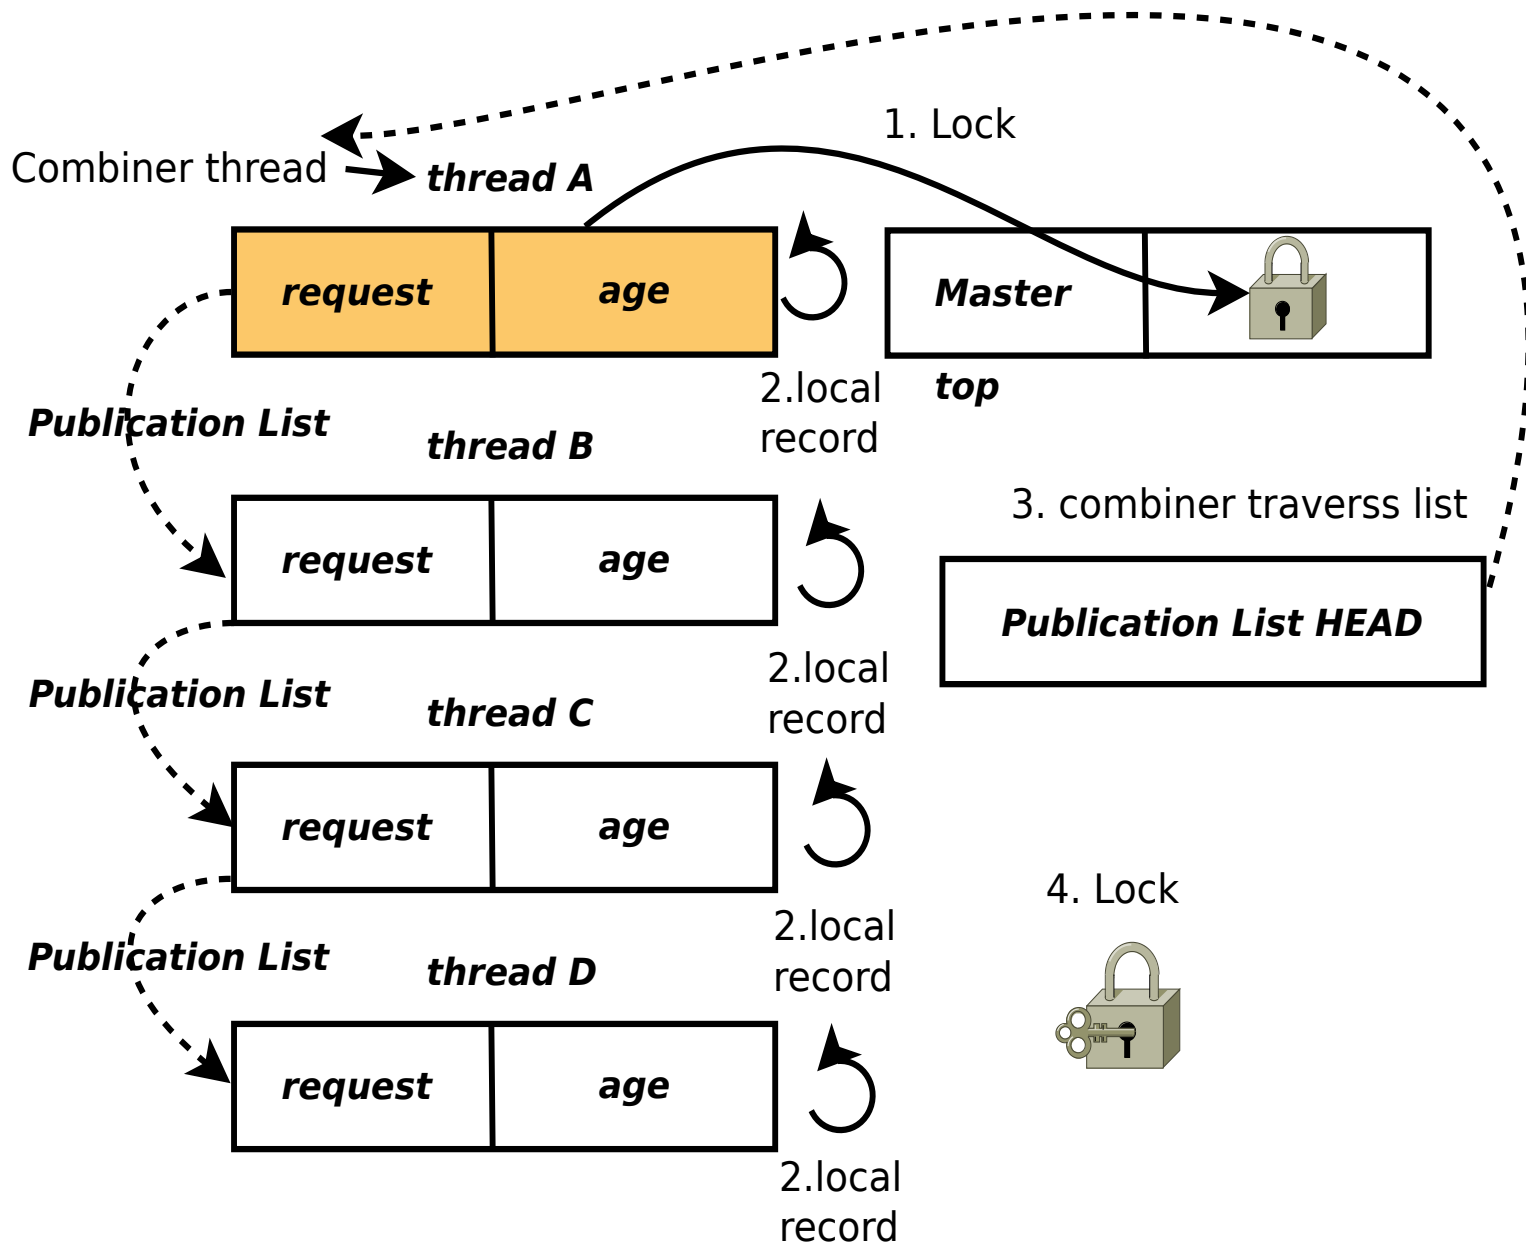 1. Lock
Combiner thread
thread A
request
age
Master
top
2.local
record
Publication List
thread B
3. combiner traverss list
request
age
Publication List HEAD
2.local
record
Publication List
thread C
request
age
4. Lock
2.local
record
Publication List
thread D
request
age
2.local
record